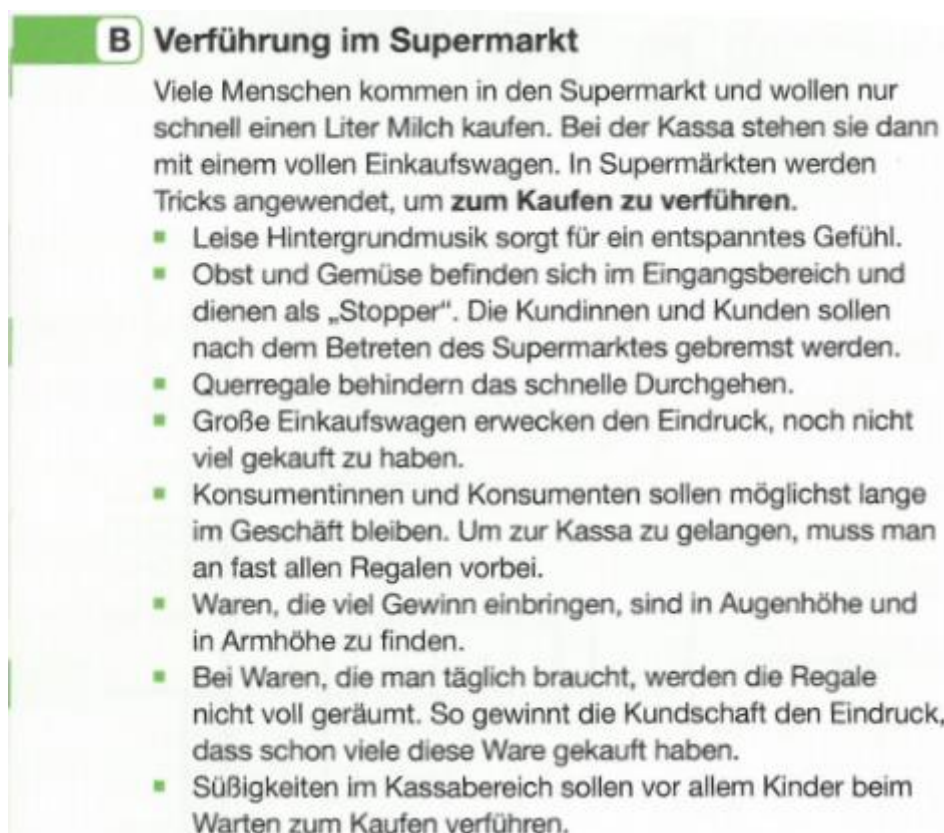 B Verführung im Supermarkt
Viele Menschen kommen in den Supermarkt und wollen nur
schnell einen Liter Milch kaufen. Bei der Kassa stehen sie dann
mit einem vollen Einkaufswagen. In Supermärkten werden
Tricks angewendet, um zum Kaufen zu verführen.
▪ Leise Hintergrundmusik sorgt für ein entspanntes Gefühl.
▪ Obst und Gemüse befinden sich im Eingangsbereich und
dienen als „Stopper“. Die Kundinnen und Kunden sollen
nach dem Betreten des Supermarktes gebremst werden.
▪ Querregale behindern das schnelle Durchgehen.
▪ Große Einkaufswagen erwecken den Eindruck, noch nicht
viel gekauft zu haben.
▪ Konsumentinnen und Konsumenten sollen möglichst lange
im Geschäft bleiben. Um zur Kassa zu gelangen, muss man
an fast allen Regalen vorbei.
▪ Waren, die viel Gewinn einbringen, sind in Augenhöhe und
in Armhöhe zu finden.
▪ Bei Waren, die man täglich braucht, werden die Regale
nicht voll geräumt. So gewinnt die Kundschaft den Eindruck,
dass schon viele diese Ware gekauft haben.
▪ Süßigkeiten im Kassabereich sollen vor allem Kinder beim
Warten zum Kaufen verführen.